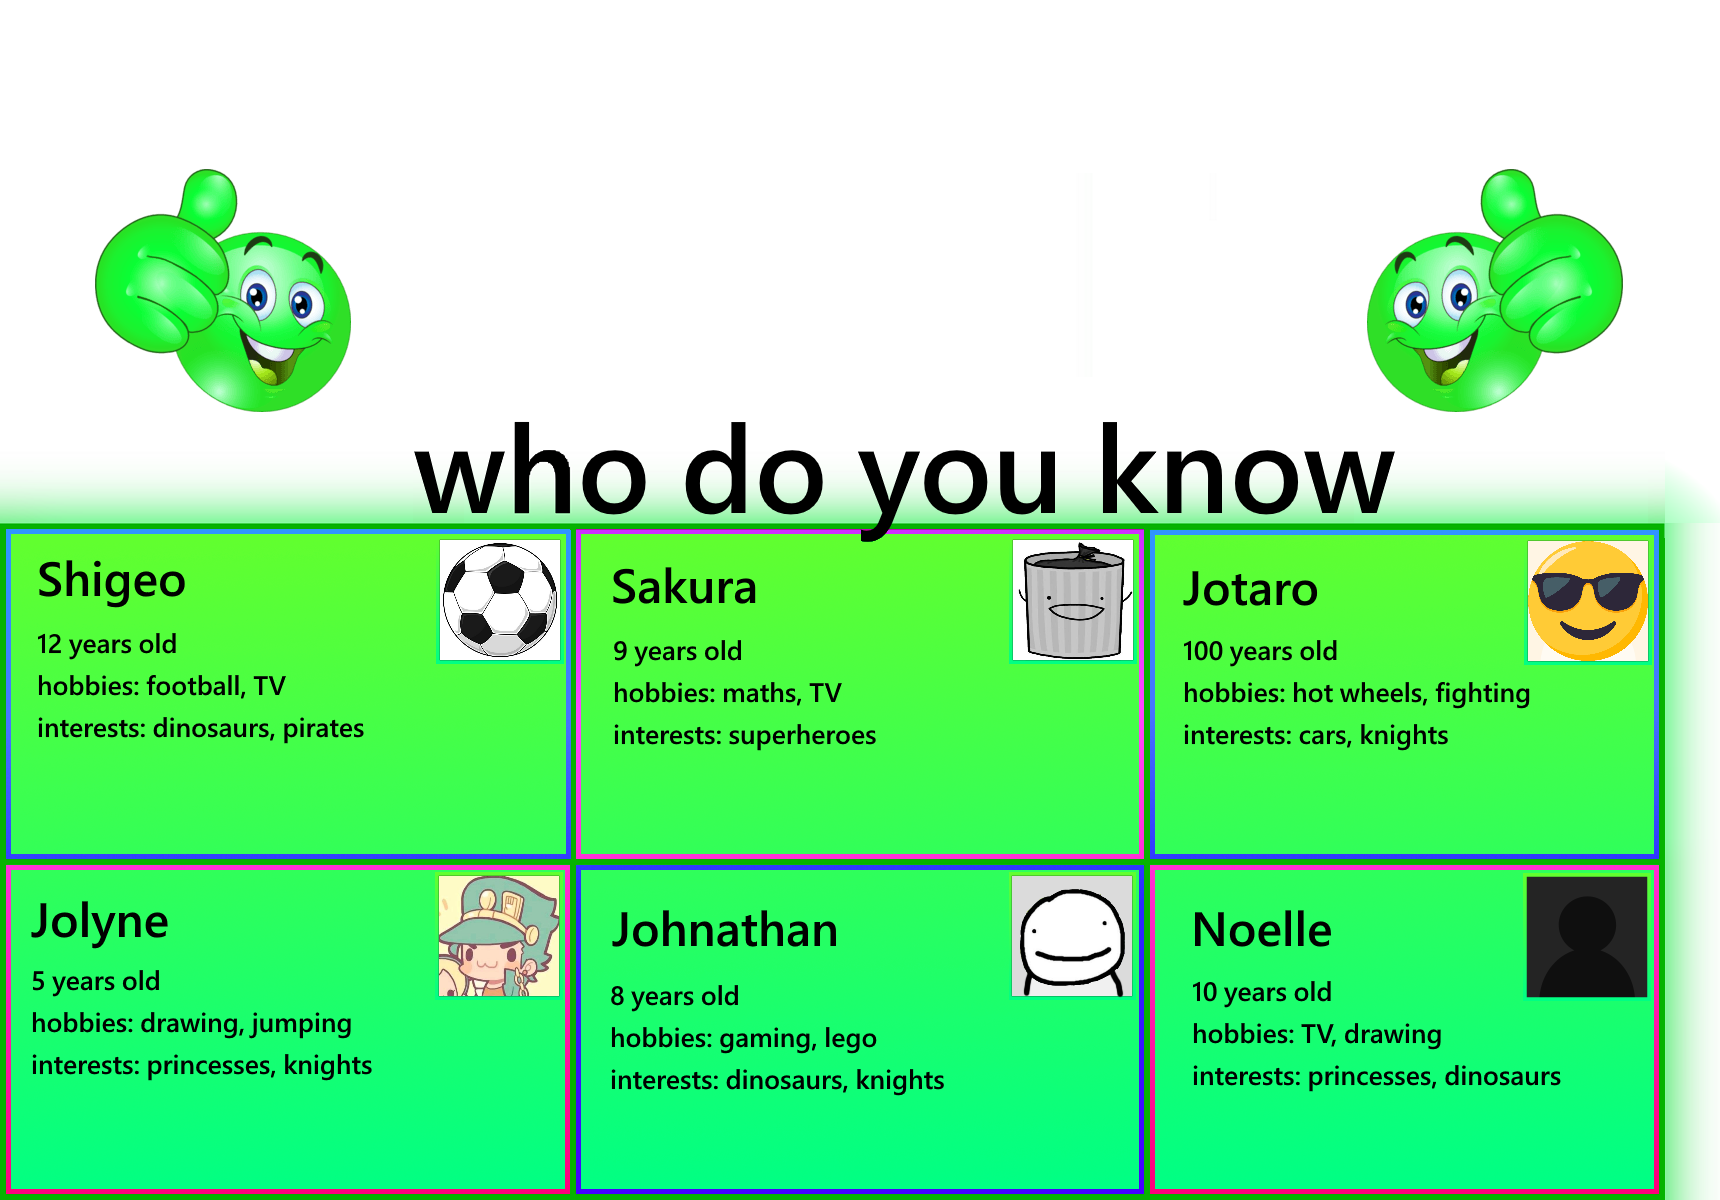 who do you know
Shigeo
12 years old
hobbies: football, TV
interests: dinosaurs, pirates
Sakura
9 years old
hobbies: maths, TV
interests: superheroes
Jotaro
100 years old
hobbies: hot wheels, fighting
interests: cars, knights
Jolyne
5 years old
hobbies: drawing, jumping
interests: princesses, knights
Johnathan
8 years old
hobbies: gaming, lego
interests: dinosaurs, knights
Noelle
10 years old
hobbies: TV, drawing
interests: princesses, dinosaurs